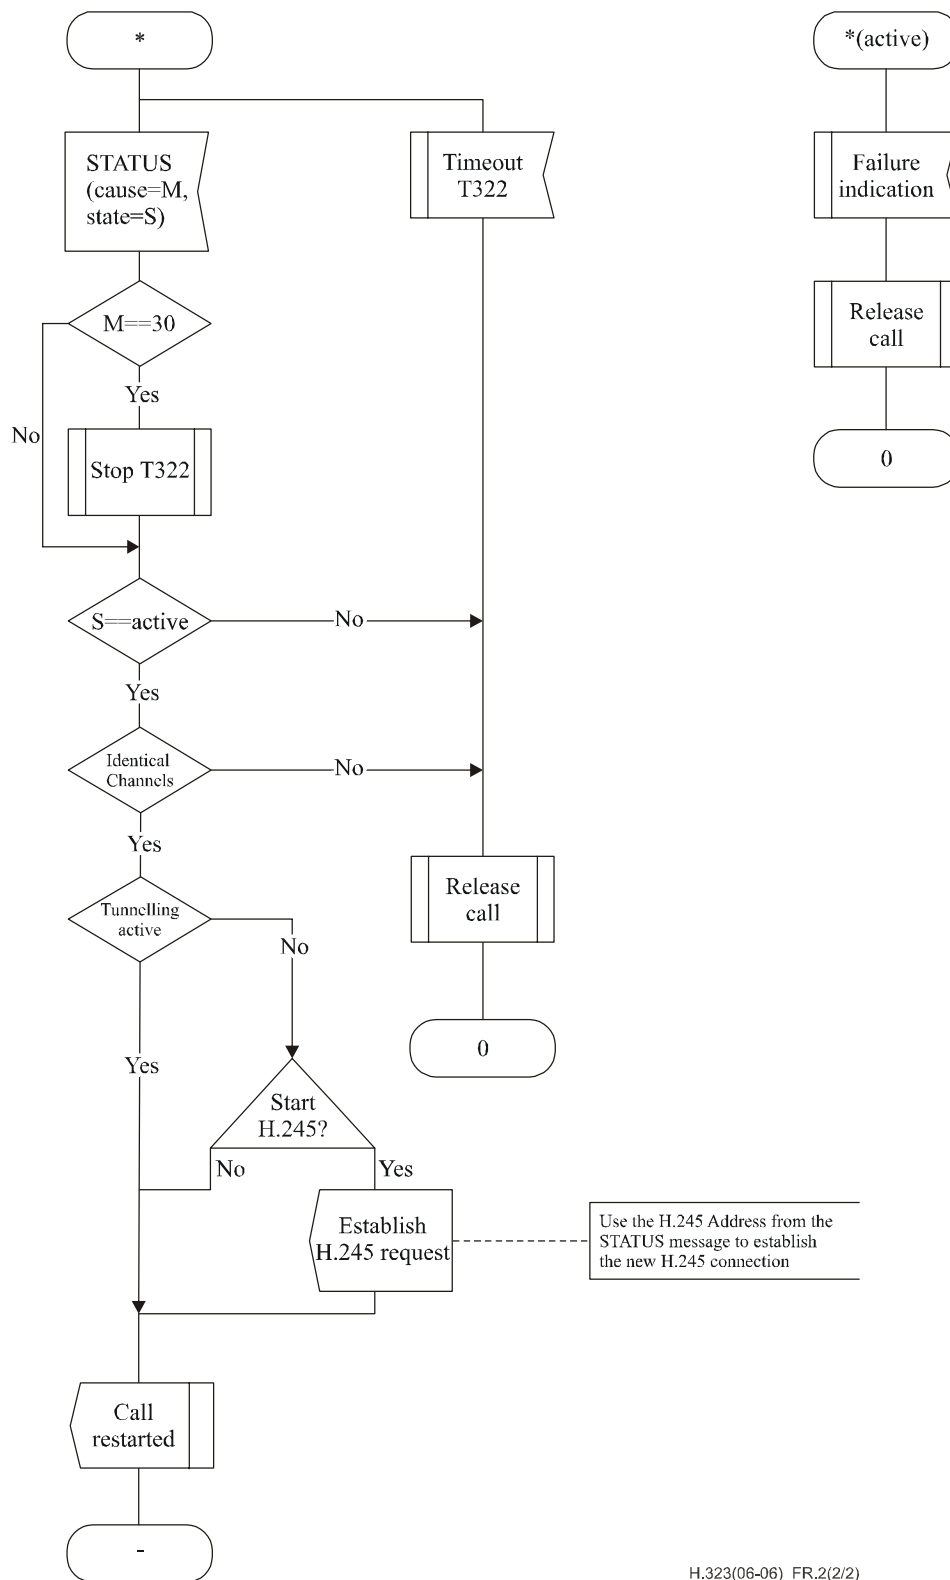 *
*(active)
STATUS
(cause=M,
state=S)
Timeout
T322
Failure
indication
M==30
Release
call
Yes
No
Stop T322
0
S==active
No
Yes
Identical
Channels
No
Yes
Release
call
Tunnelling
active
No
0
Yes
Start
H.245?
No
Yes
Establish
H.245 request
Use the H.245 Address from the
STATUS message to establish
the new H.245 connection
Call
restarted
-
H.323(06-06)_FR.2(2/2)